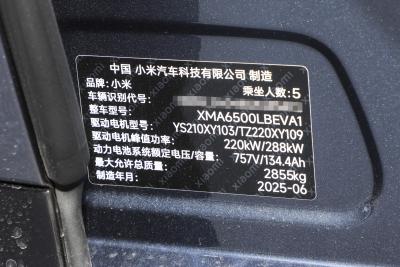 中国 小米汽车科技有限公司 制造
品牌：小米 乘坐人数：5
车辆识别代号：
整车型号： XMA6500LBEVA1
驱动电机型号： YS210XY103/TZ220XY109
驱动电机峰值功率： 220kW/288kW
动力电池系统额定电压/容量： 757V/134.4Ah
最大允许总质量： 2855kg
制造年月： 2025-06